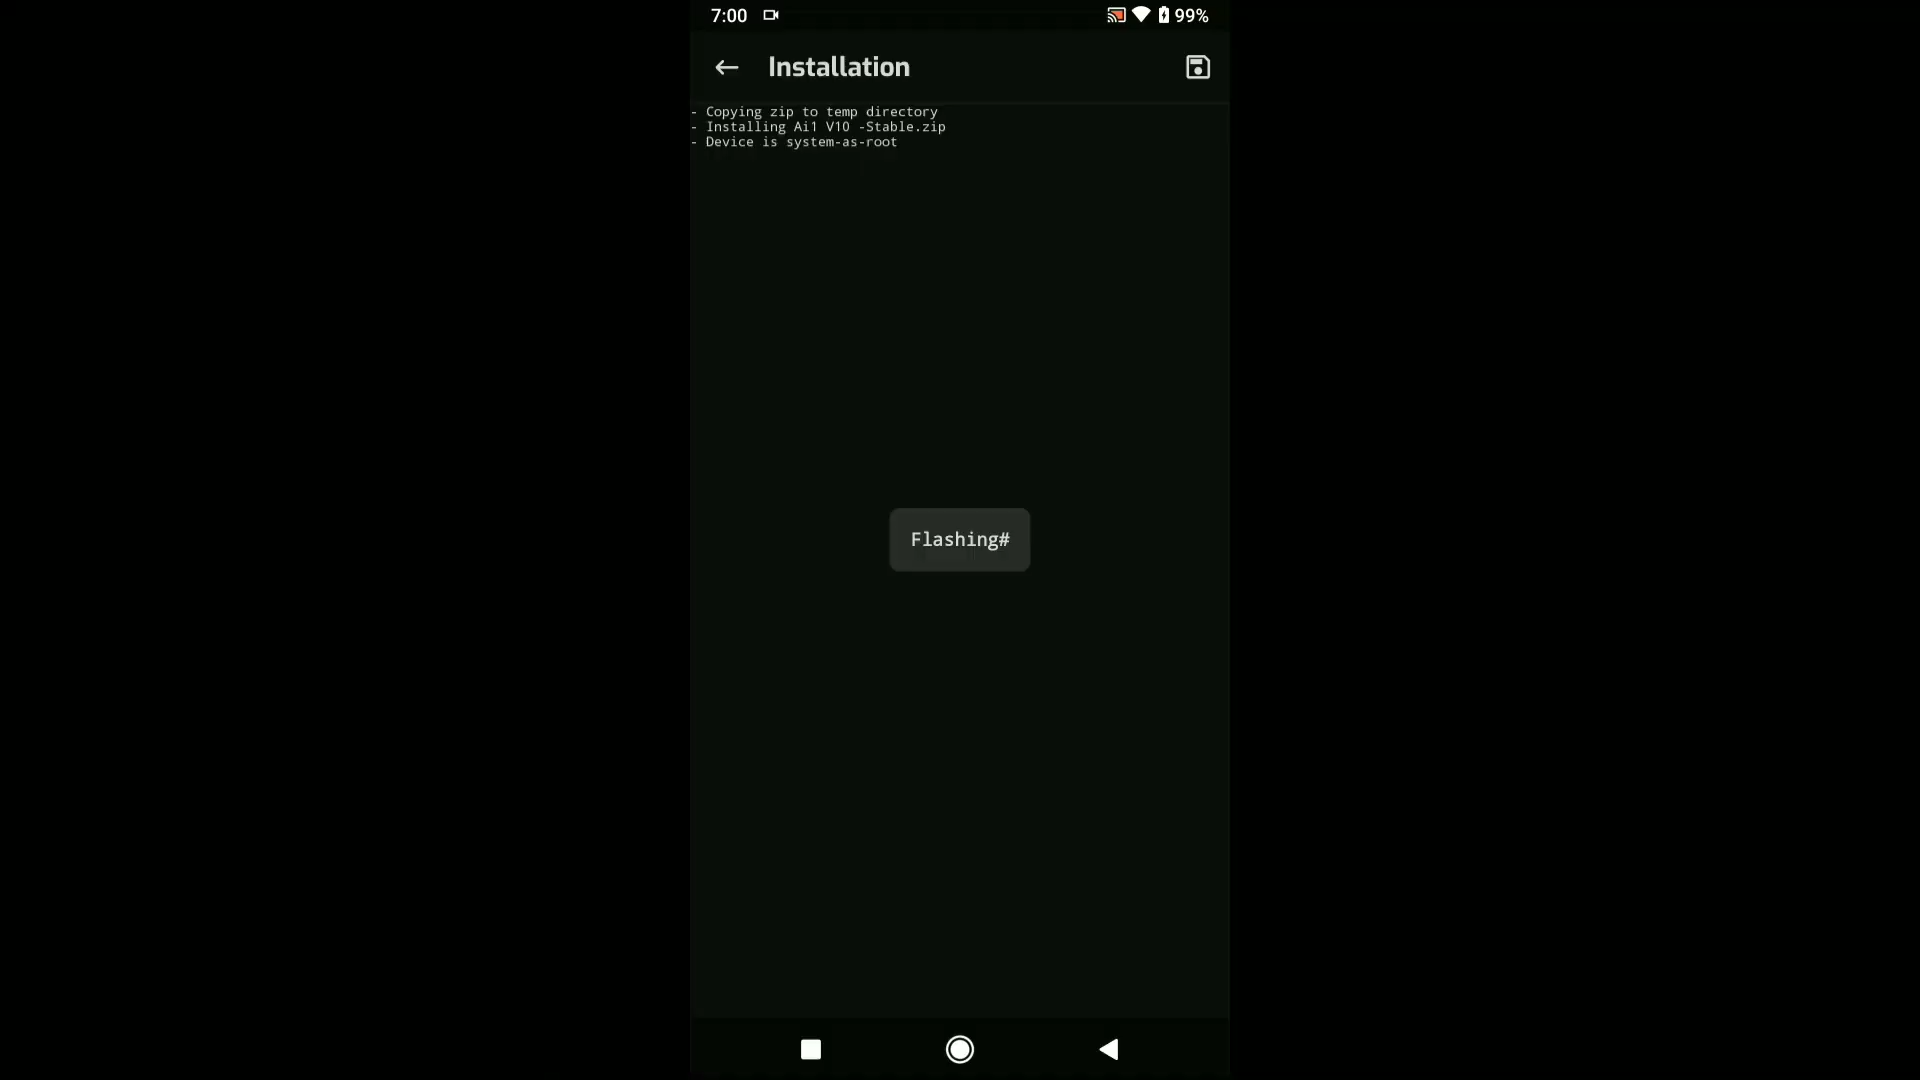 7:00 99%
Installation
- Copying zip to temp directory
- Installing Ai1 V10 -Stable.zip
- Device is system-as-root
Flashing#